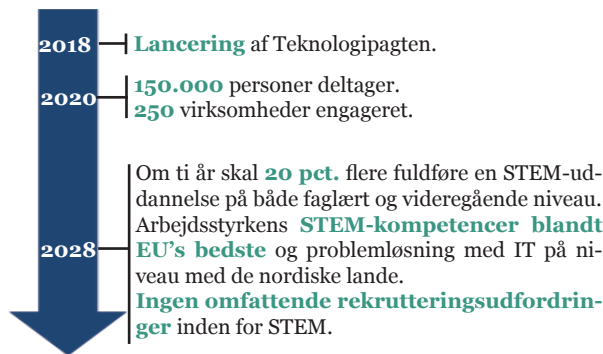 2018
Lancering af Teknologipagten.
2020
150.000 personer deltager.
250 virksomheder engageret.
2028
Om ti år skal 20 pct. flere fuldføre en STEM-ud-
dannelse på både faglært og videregående niveau.
Arbejdsstyrkens STEM-kompetencer blandt
EU's bedste og problemløsning med IT på ni-
veau med de nordiske lande.
Ingen omfattende rekrutteringsudfordrin-
ger inden for STEM.